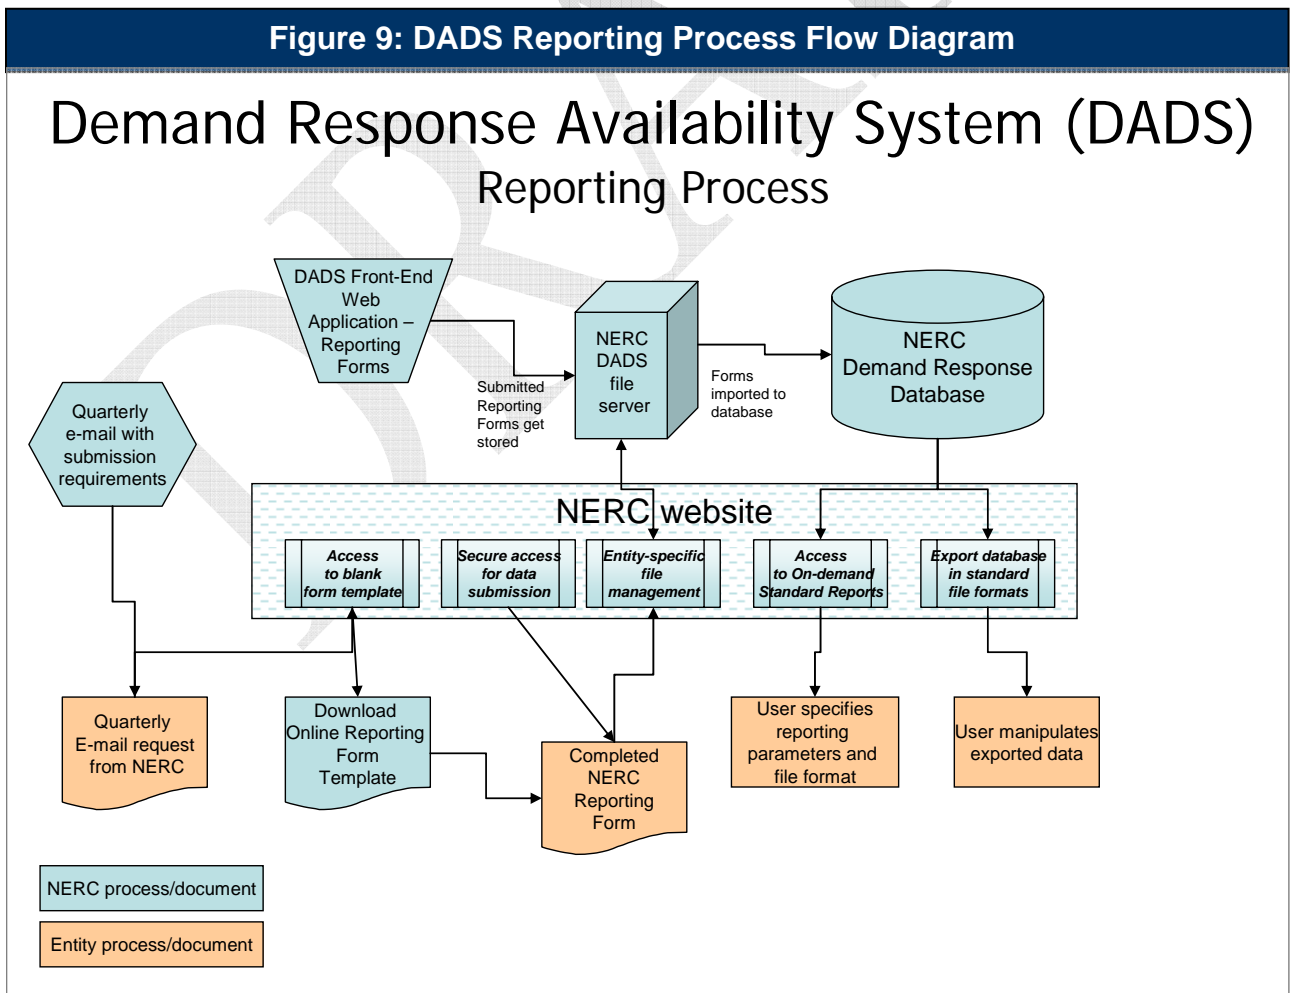 Figure 9: DADS Reporting Process Flow Diagram
Demand Response Availability System (DADS)
Reporting Process
DADS Front-End
Web
Application –
Reporting
Forms
NERC
DADS
file
server
NERC
Demand Response
Database
Submitted
Reporting
Forms get
stored
Forms
imported to
database
Quarterly
e-mail with
submission
requirements
NERC website
Access
to blank
form template
Secure access
for data
submission
Entity-specific
file
management
Access
to On-demand
Standard Reports
Export database
in standard
file formats
Quarterly
E-mail request
from NERC
Download
Online Reporting
Form
Template
Completed
NERC
Reporting
Form
User specifies
reporting
parameters and
file format
User manipulates
exported data
NERC process/document
Entity process/document